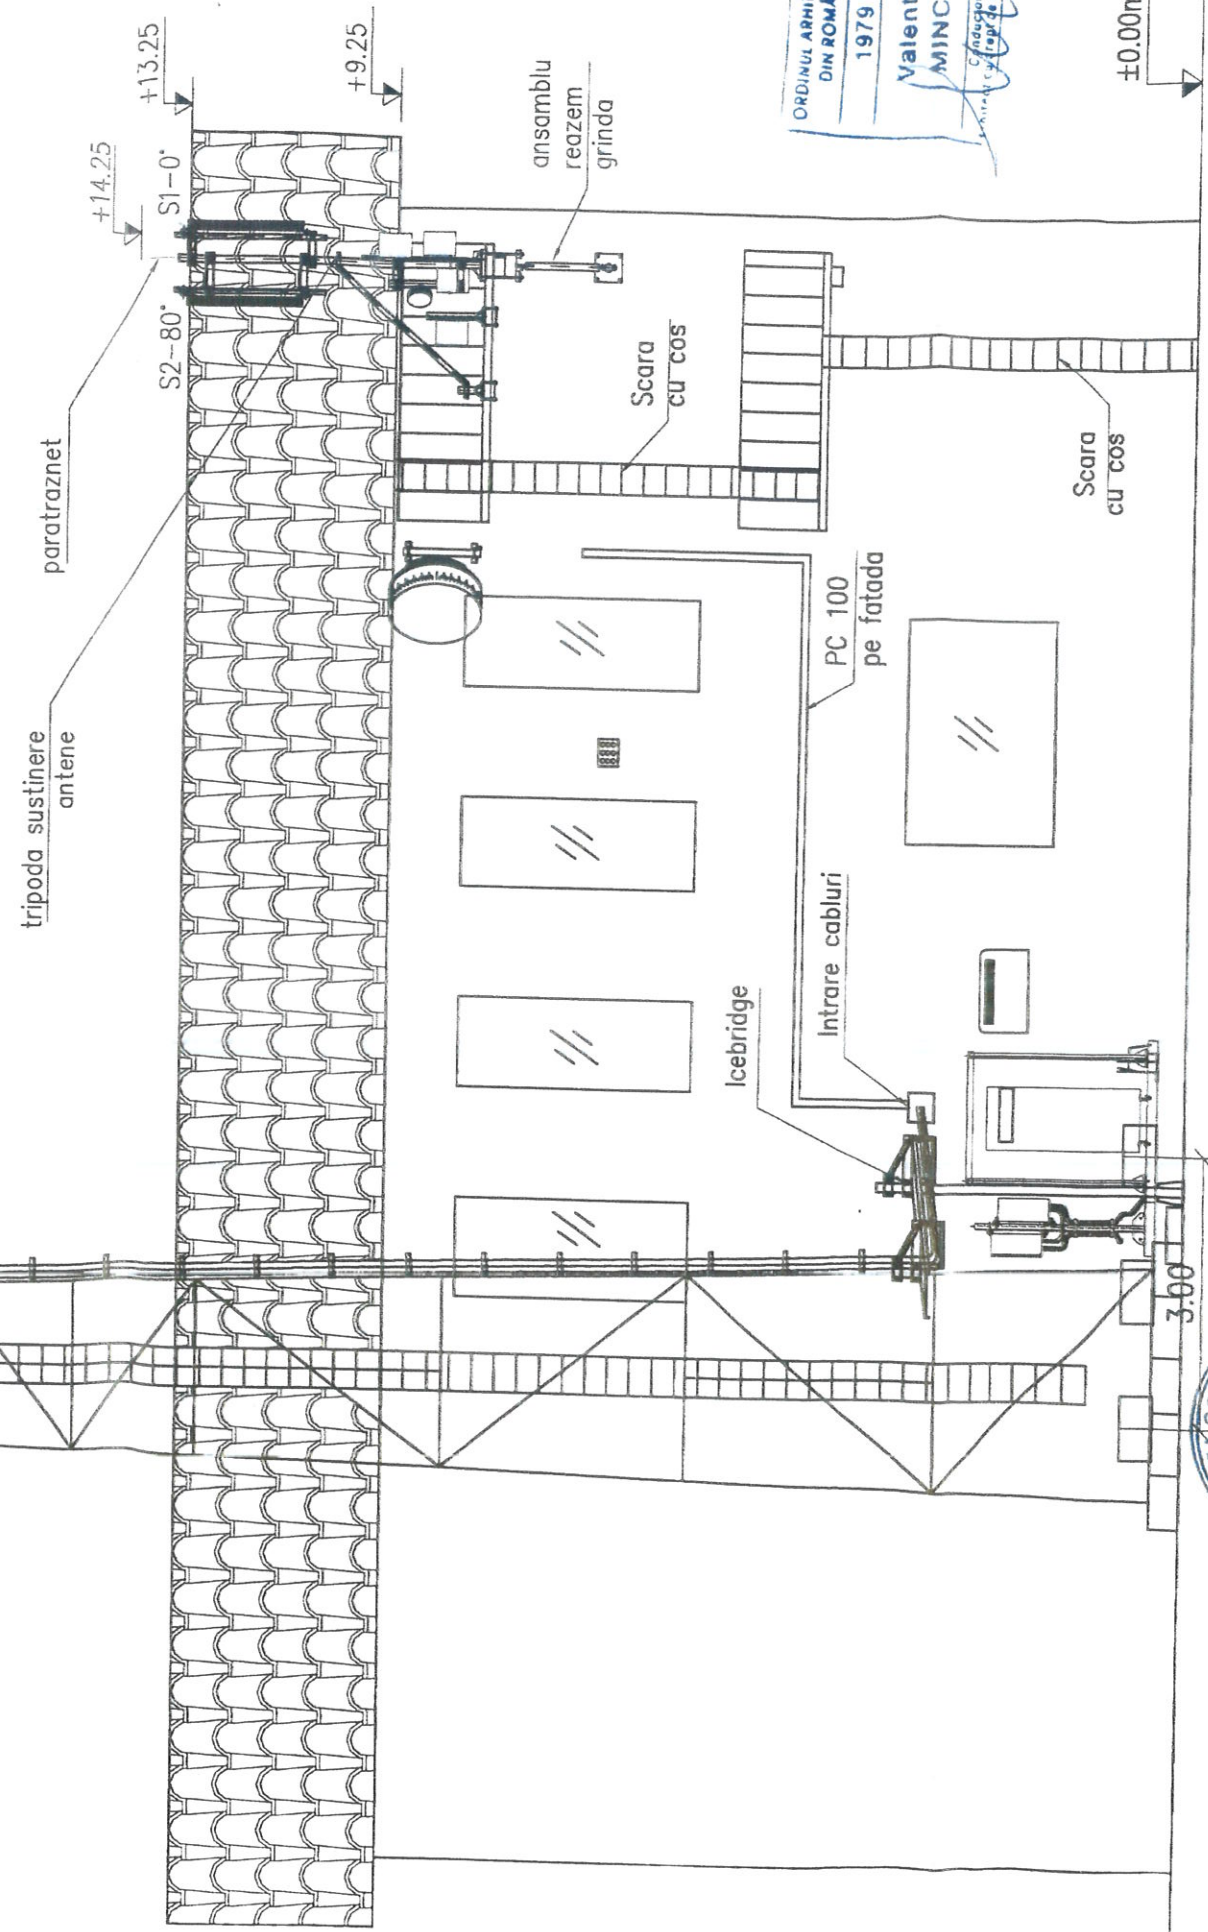 tripoda sustinere
antene
paratraznet
+14.25
+13.25
S2-80°
S1-0°
+9.25
ansamblu
reazem
grinda
Scara
cu cos
Icebridge
Intrare cabluri
PC 100
pe fatada
Scara
cu cos
ORDINUL ARHI
DIN ROMÂ
1979
Valent
MINC
±0.00m
3.00